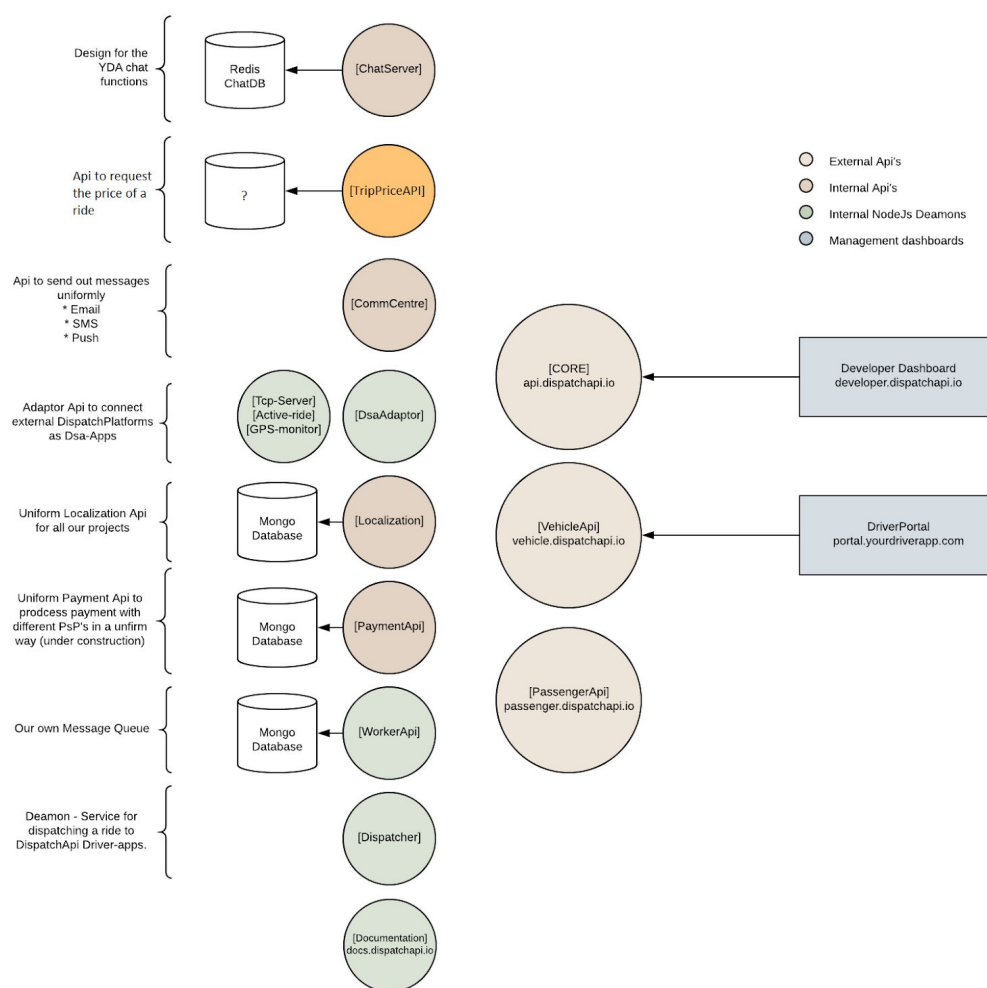 Design for the
YDA chat
functions
Redis
ChatDB
[ChatServer]
Api to request
the price of a
ride
?
[TripPriceAPI]
External Api's
Internal Api's
Internal NodeJs Deamons
Management dashboards
Api to send out messages
uniformly
* Email
* SMS
* Push
[CommCentre]
[CORE]
api.dispatchapi.io
Developer Dashboard
developer.dispatchapi.io
Adaptor Api to connect
external DispatchPlatforms
as Dsa-Apps
[Tcp-Server]
[Active-ride]
[GPS-monitor]
[DsaAdaptor]
Uniform Localization Api
for all our projects
Mongo
Database
[Localization]
[VehicleApi]
vehicle.dispatchapi.io
DriverPortal
portal.yourdriverapp.com
Uniform Payment Api to
prodcess payment with
different PsP's in a unfirm
way (under construction)
Mongo
Database
[PaymentApi]
[PassengerApi]
passenger.dispatchapi.io
Our own Message Queue
Mongo
Database
[WorkerApi]
Deamon - Service for
dispatching a ride to
DispatchApi Driver-apps.
[Dispatcher]
[Documentation]
docs.dispatchapi.io